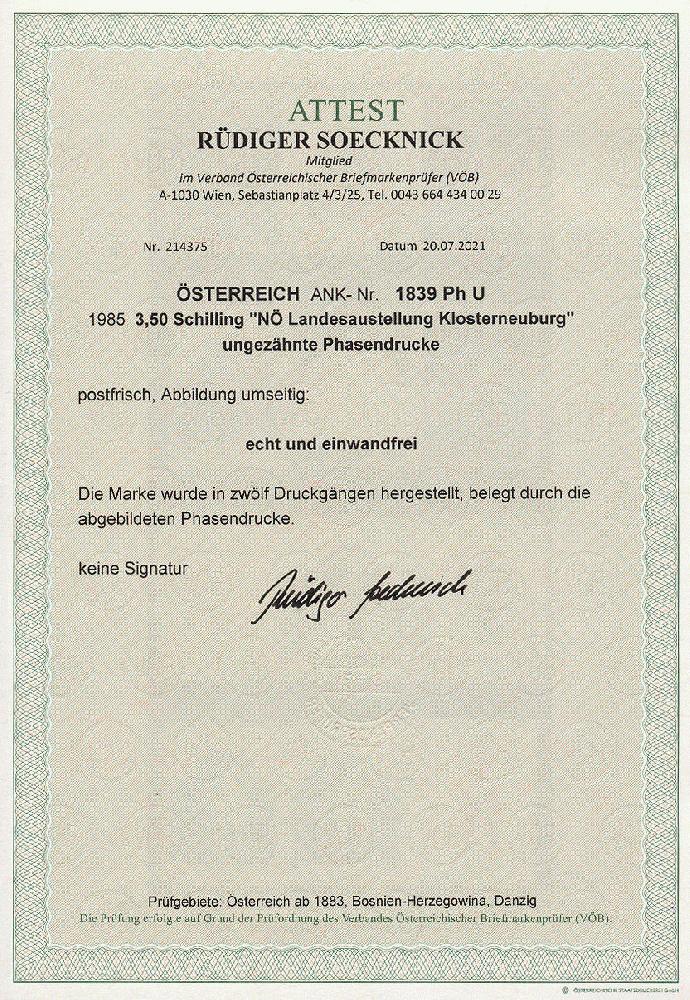 ATTEST
RÜDIGER SOECKNICK
Mitglied
im Verband Österreichischer Briefmarkenprüfer (VÖB)
A-1030 Wien, Sebastianplatz 4/3/25, Tel. 0043 664 434 00 29
Nr. 214375 Datum 20.07.2021
ÖSTERREICH ANK- Nr. 1839 Ph U
1985 3,50 Schilling "NÖ Landesaustellung Klosterneuburg"
ungezähnte Phasendrucke
postfrisch, Abbildung umseitig:
echt und einwandfrei
Die Marke wurde in zwölf Druckgängen hergestellt, belegt durch die
abgebildeten Phasendrucke.
keine Signatur
Prüfgebiete: Österreich ab 1883, Bosnien-Herzegowina, Danzig
Die Prüfung erfolgte auf Grund der Prüfordnung des Verbandes Österreichischer Briefmarkenprüfer (VÖB).
© ÖSTERREICHISCHE STAATSDRUCKEREI GmbH